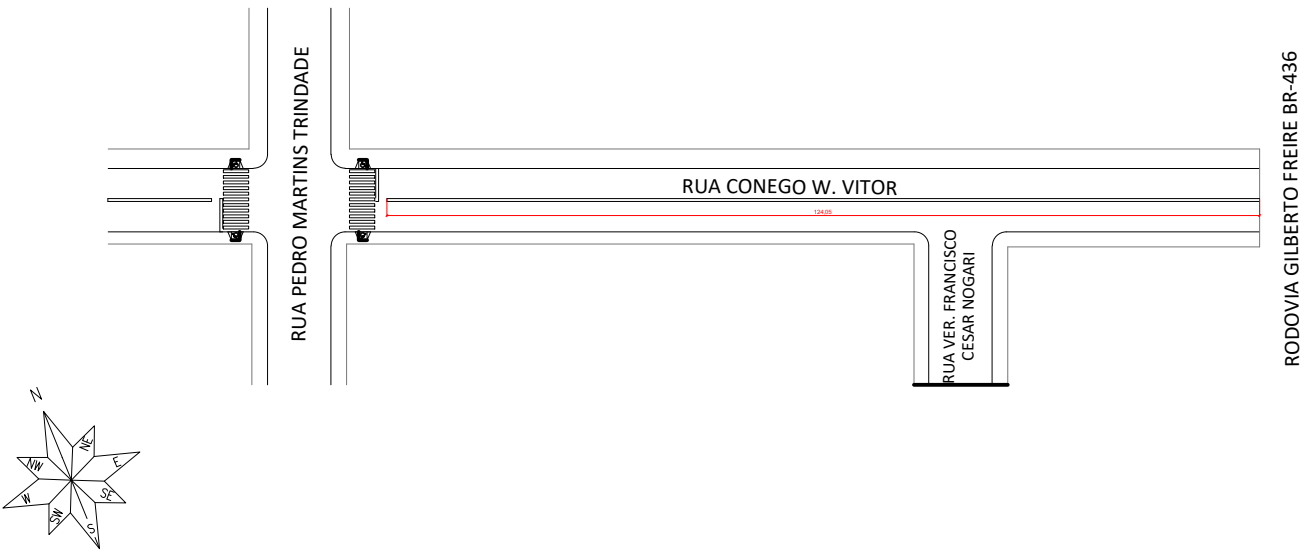 RUA PEDRO MARTINS TRINDADE
RUA CONEGO W. VITOR
124,05
RUA VER. FRANCISCO
CESAR NOGARI
RODOVIA GILBERTO FREIRE BR-436
N
NE
E
SE
S
SW
W
NW